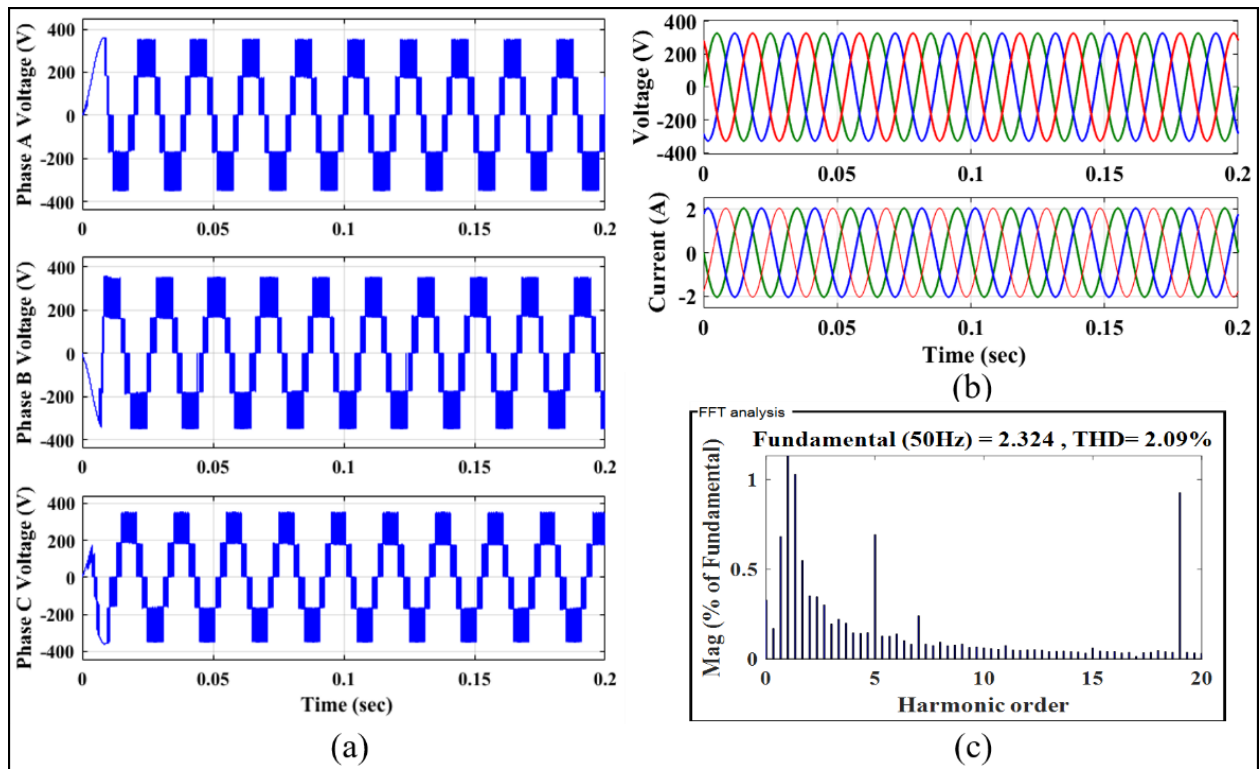 Phase A Voltage (V)
400
200
0
-200
-400
0 0.05 0.1 0.15 0.2
Phase B Voltage (V)
400
200
0
-200
-400
0 0.05 0.1 0.15 0.2
Phase C Voltage (V)
400
200
0
-200
-400
0 0.05 0.1 0.15 0.2
Time (sec)
(a)
Voltage (V)
400
200
0
-200
-400
0 0.05 0.1 0.15 0.2
Current (A)
2
0
-2
0 0.05 0.1 0.15 0.2
Time (sec)
(b)
FFT analysis
Fundamental (50Hz) = 2.324 , THD= 2.09%
Mag (% of Fundamental)
1
0.5
0
0 5 10 15 20
Harmonic order
(c)